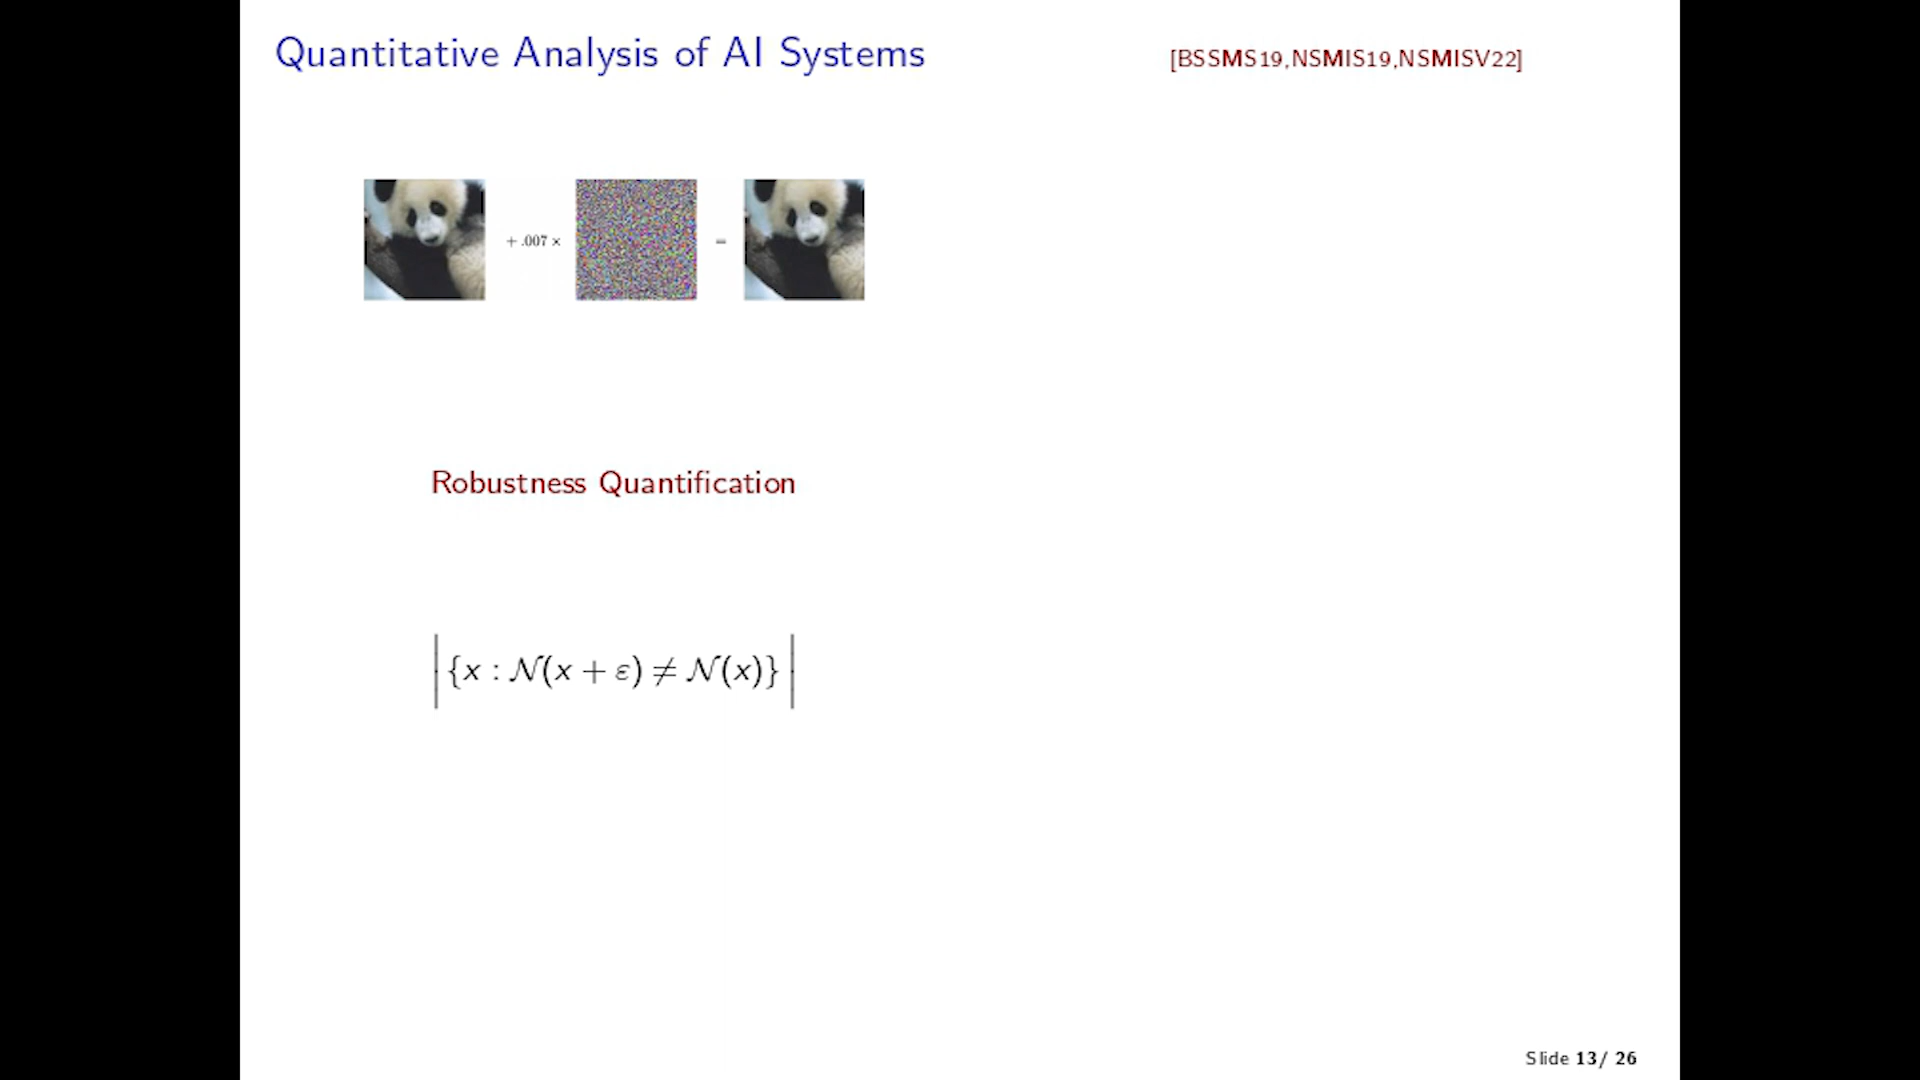 Quantitative Analysis of AI Systems [BSSMS19,NSMIS19,NSMISV22]
+ .007 × =
Robustness Quantification
|{x : 𝒩(x + ε) ≠ 𝒩(x)}|
Slide 13/ 26